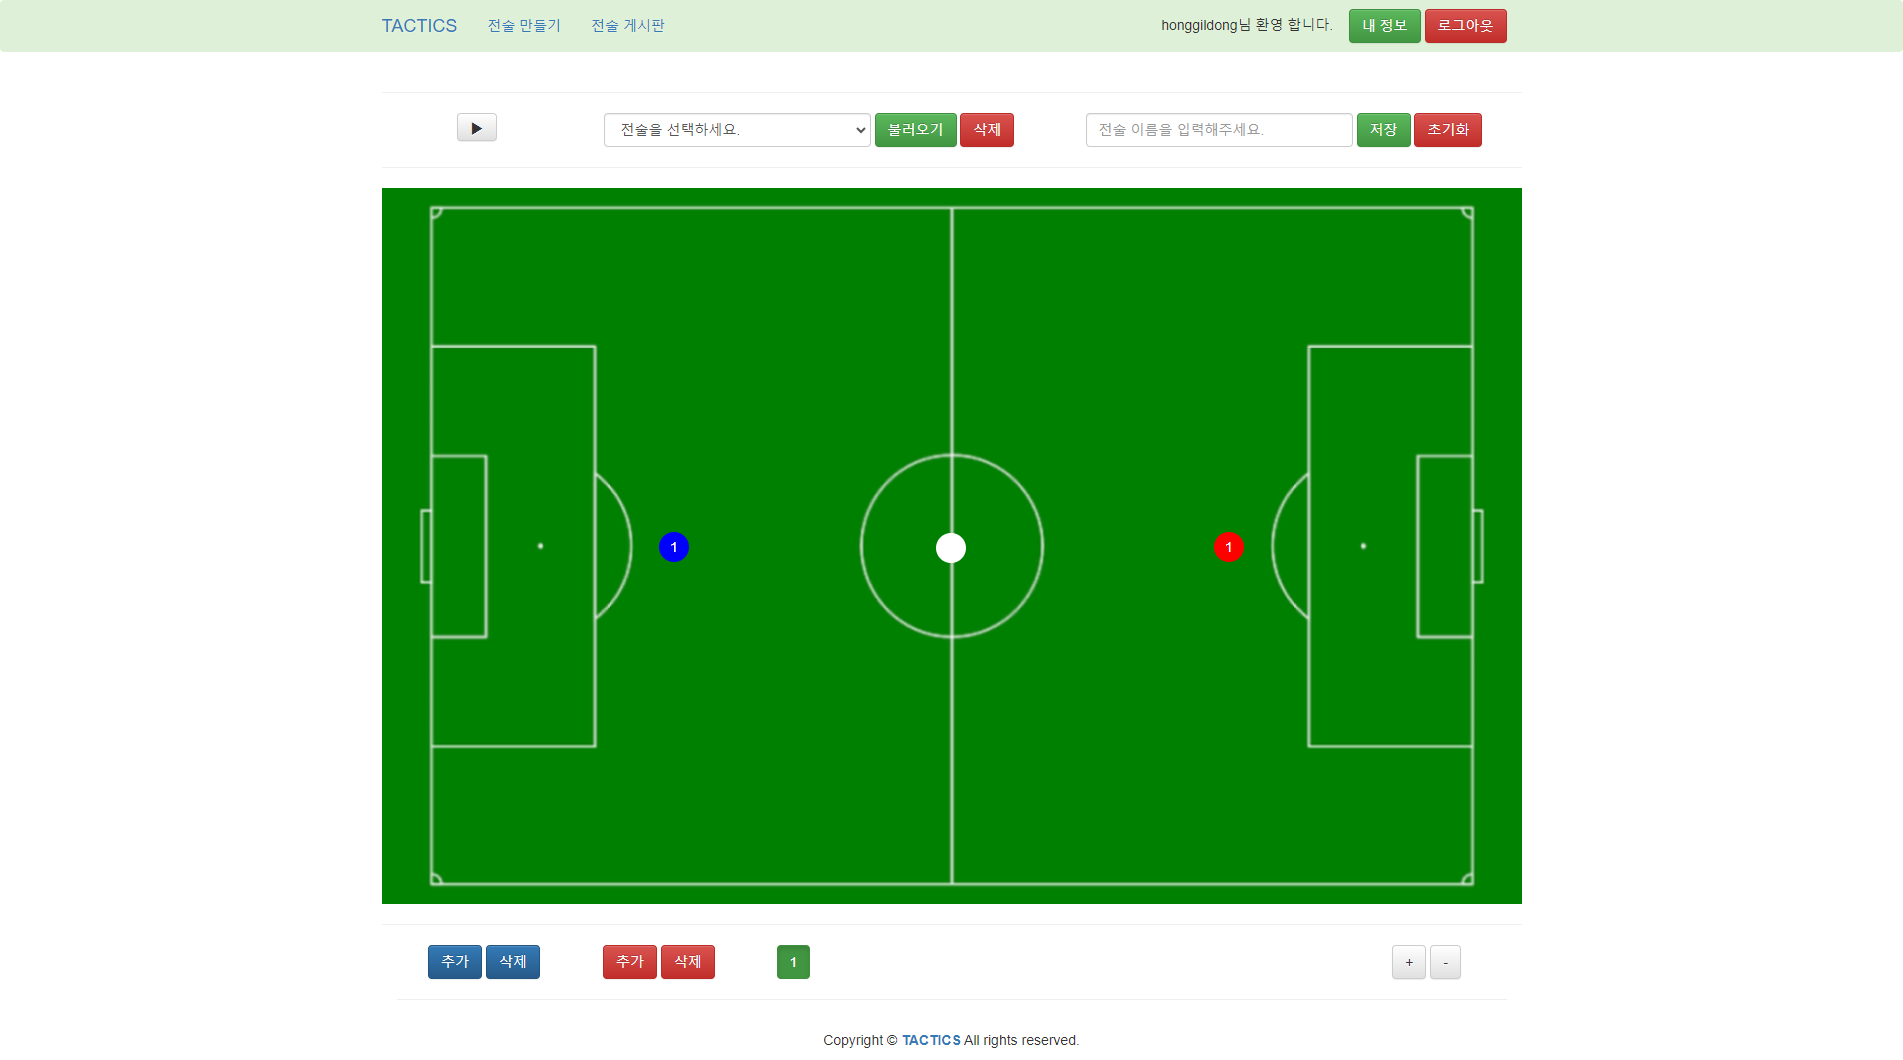 TACTICS 전술 만들기 전술 게시판 honggildong님 환영 합니다. 내 정보 로그아웃
▶ 전술을 선택하세요. 불러오기 삭제 전술 이름을 입력해주세요. 저장 초기화
1 1
추가 삭제 추가 삭제 1 + -
Copyright © TACTICS All rights reserved.